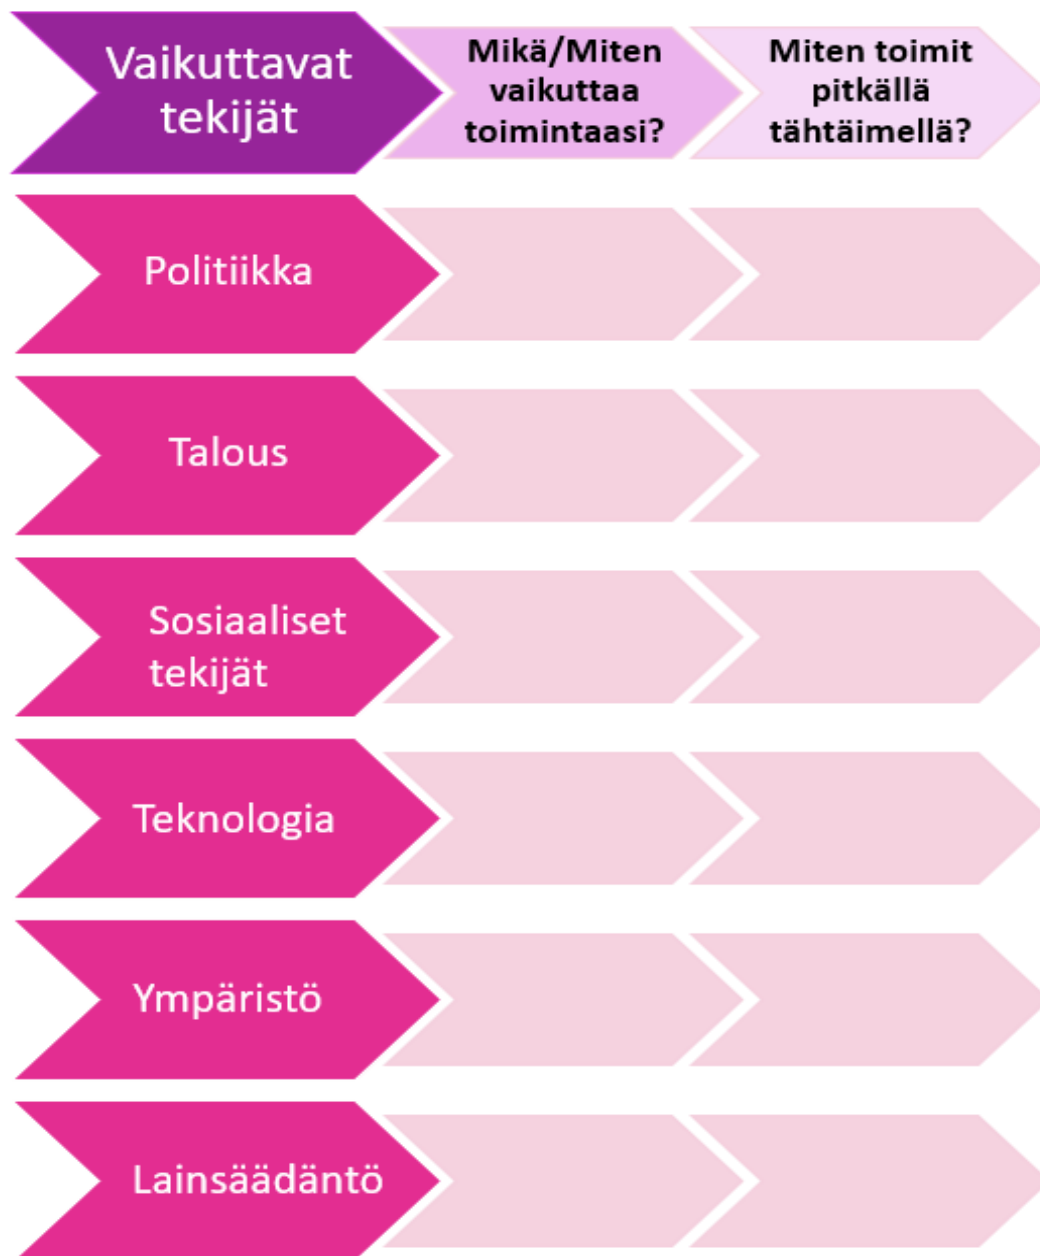 Vaikuttavat
tekijät
Mikä/Miten
vaikuttaa
toimintaasi?
Miten toimit
pitkällä
tähtäimellä?
Politiikka
Talous
Sosiaaliset
tekijät
Teknologia
Ympäristö
Lainsäädäntö